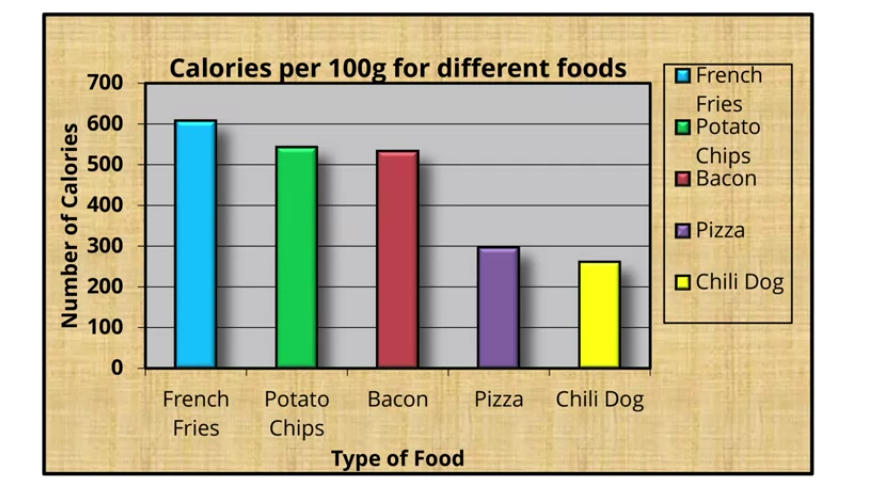 Calories per 100g for different foods
Number of Calories
700
600
500
400
300
200
100
0
French
Fries
Potato
Chips
Bacon
Pizza
Chili Dog
Type of Food
French
Fries
Potato
Chips
Bacon
Pizza
Chili Dog